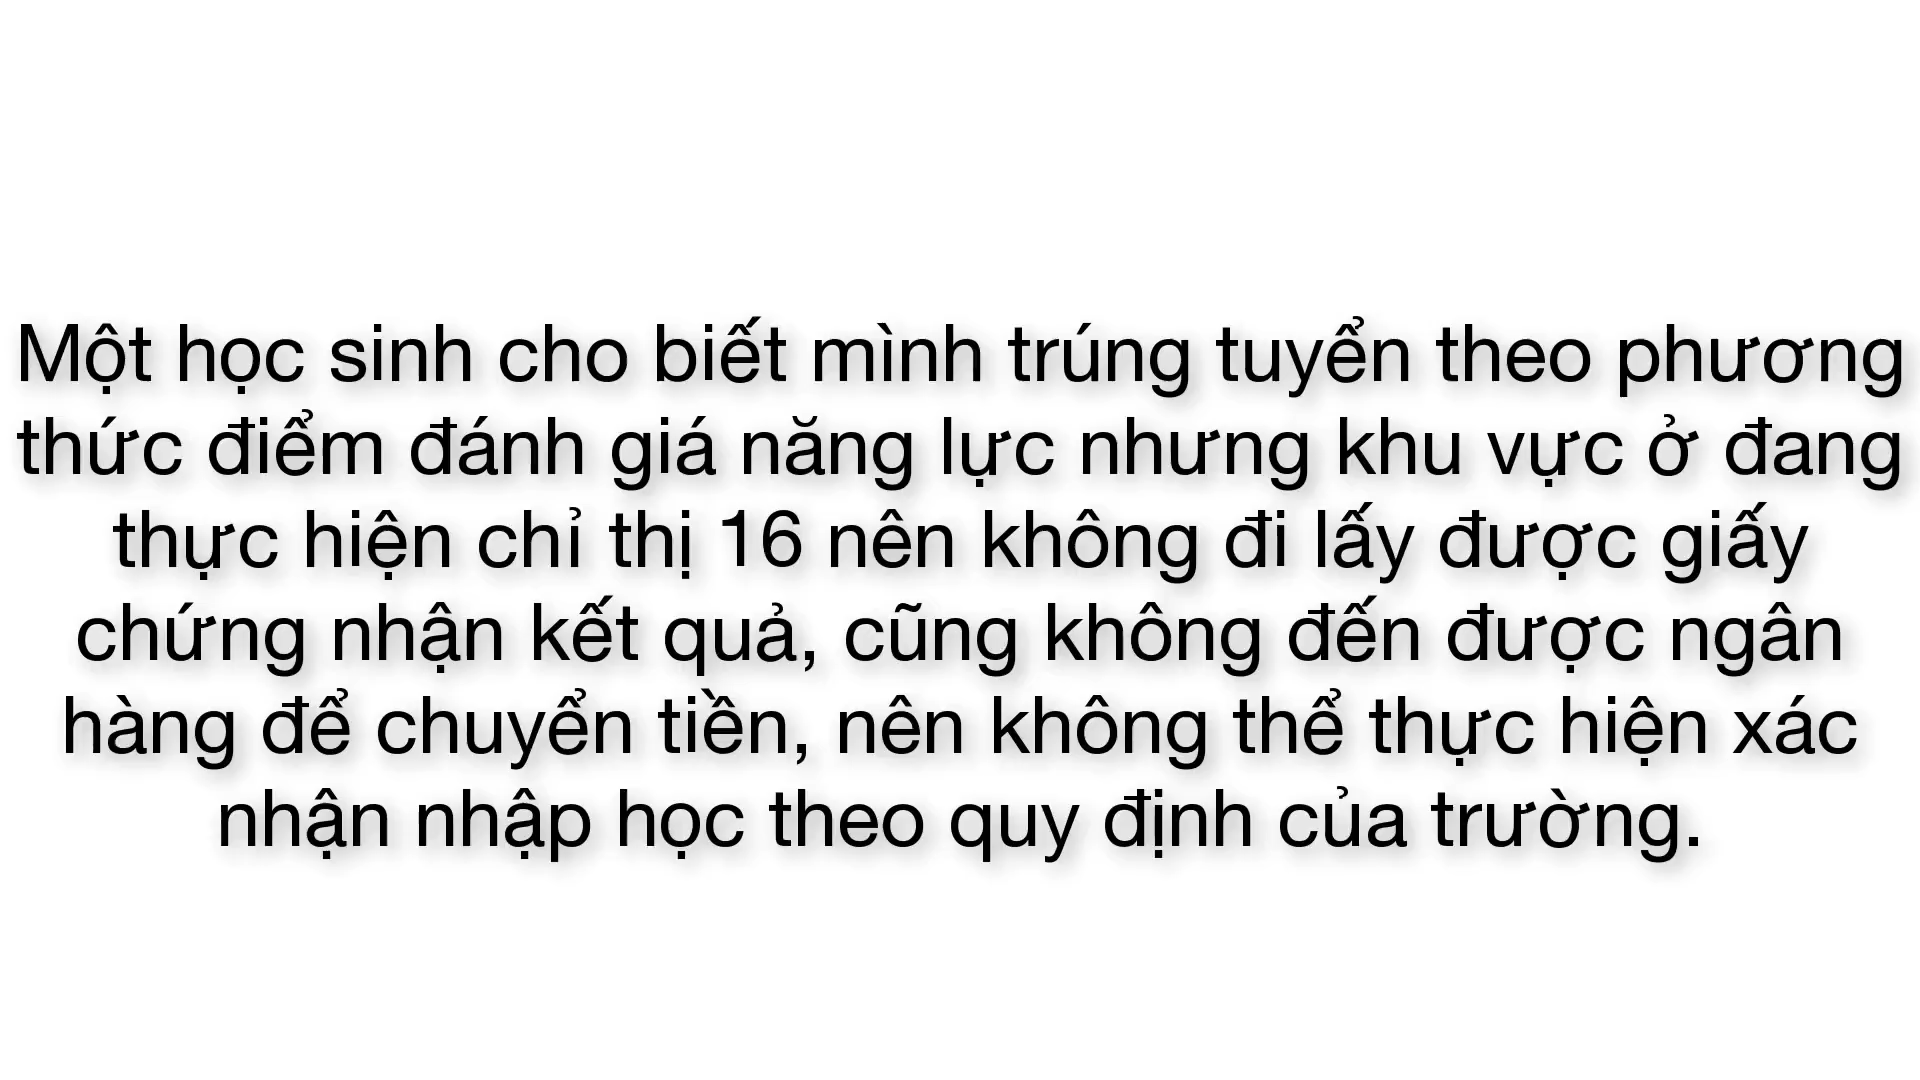 Một học sinh cho biết mình trúng tuyển theo phương
thức điểm đánh giá năng lực nhưng khu vực ở đang
thực hiện chỉ thị 16 nên không đi lấy được giấy
chứng nhận kết quả, cũng không đến được ngân
hàng để chuyển tiền, nên không thể thực hiện xác
nhận nhập học theo quy định của trường.